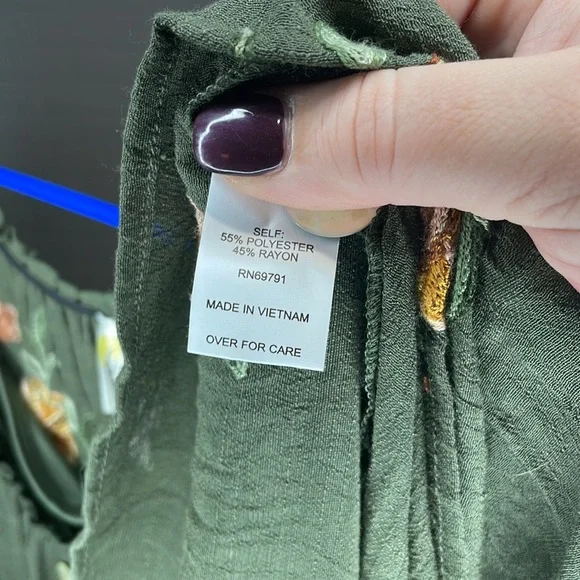 SELF:
55% POLYESTER
45% RAYON
RN69791
MADE IN VIETNAM
OVER FOR CARE